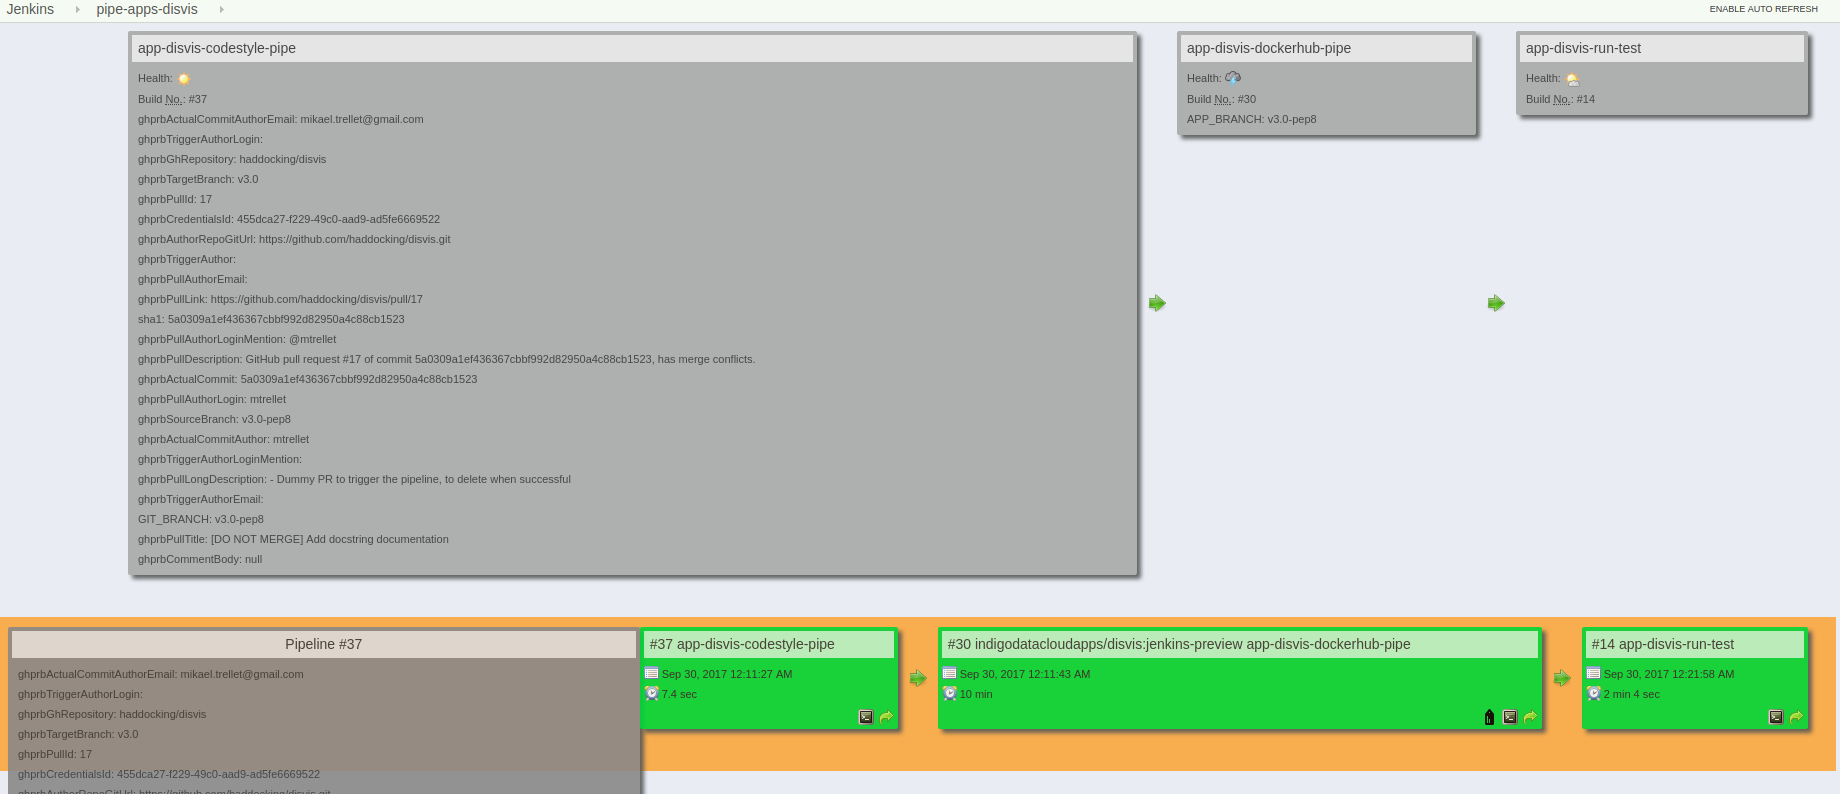 Jenkins
pipe-apps-disvis
ENABLE AUTO REFRESH
app-disvis-codestyle-pipe
Health:
Build No.: #37
ghprbActualCommitAuthorEmail: mikael.trellet@gmail.com
ghprbTriggerAuthorLogin:
ghprbGhRepository: haddocking/disvis
ghprbTargetBranch: v3.0
ghprbPullId: 17
ghprbCredentialsId: 455dca27-f229-49c0-aad9-ad5fe6669522
ghprbAuthorRepoGitUrl: https://github.com/haddocking/disvis.git
ghprbTriggerAuthor:
ghprbPullAuthorEmail:
ghprbPullLink: https://github.com/haddocking/disvis/pull/17
sha1: 5a0309a1ef436367cbbf992d82950a4c88cb1523
ghprbPullAuthorLoginMention: @mtrellet
ghprbPullDescription: GitHub pull request #17 of commit 5a0309a1ef436367cbbf992d82950a4c88cb1523, has merge conflicts.
ghprbActualCommit: 5a0309a1ef436367cbbf992d82950a4c88cb1523
ghprbPullAuthorLogin: mtrellet
ghprbSourceBranch: v3.0-pep8
ghprbActualCommitAuthor: mtrellet
ghprbTriggerAuthorLoginMention:
ghprbPullLongDescription: - Dummy PR to trigger the pipeline, to delete when successful
ghprbTriggerAuthorEmail:
GIT_BRANCH: v3.0-pep8
ghprbPullTitle: [DO NOT MERGE] Add docstring documentation
ghprbCommentBody: null
app-disvis-dockerhub-pipe
Health:
Build No.: #30
APP_BRANCH: v3.0-pep8
app-disvis-run-test
Health:
Build No.: #14
Pipeline #37
ghprbActualCommitAuthorEmail: mikael.trellet@gmail.com
ghprbTriggerAuthorLogin:
ghprbGhRepository: haddocking/disvis
ghprbTargetBranch: v3.0
ghprbPullId: 17
ghprbCredentialsId: 455dca27-f229-49c0-aad9-ad5fe6669522
ghprbAuthorRepoGitUrl: https://github.com/haddocking/disvis.git
#37 app-disvis-codestyle-pipe
Sep 30, 2017 12:11:27 AM
7.4 sec
#30 indigodatacloudapps/disvis:jenkins-preview app-disvis-dockerhub-pipe
Sep 30, 2017 12:11:43 AM
10 min
#14 app-disvis-run-test
Sep 30, 2017 12:21:58 AM
2 min 4 sec